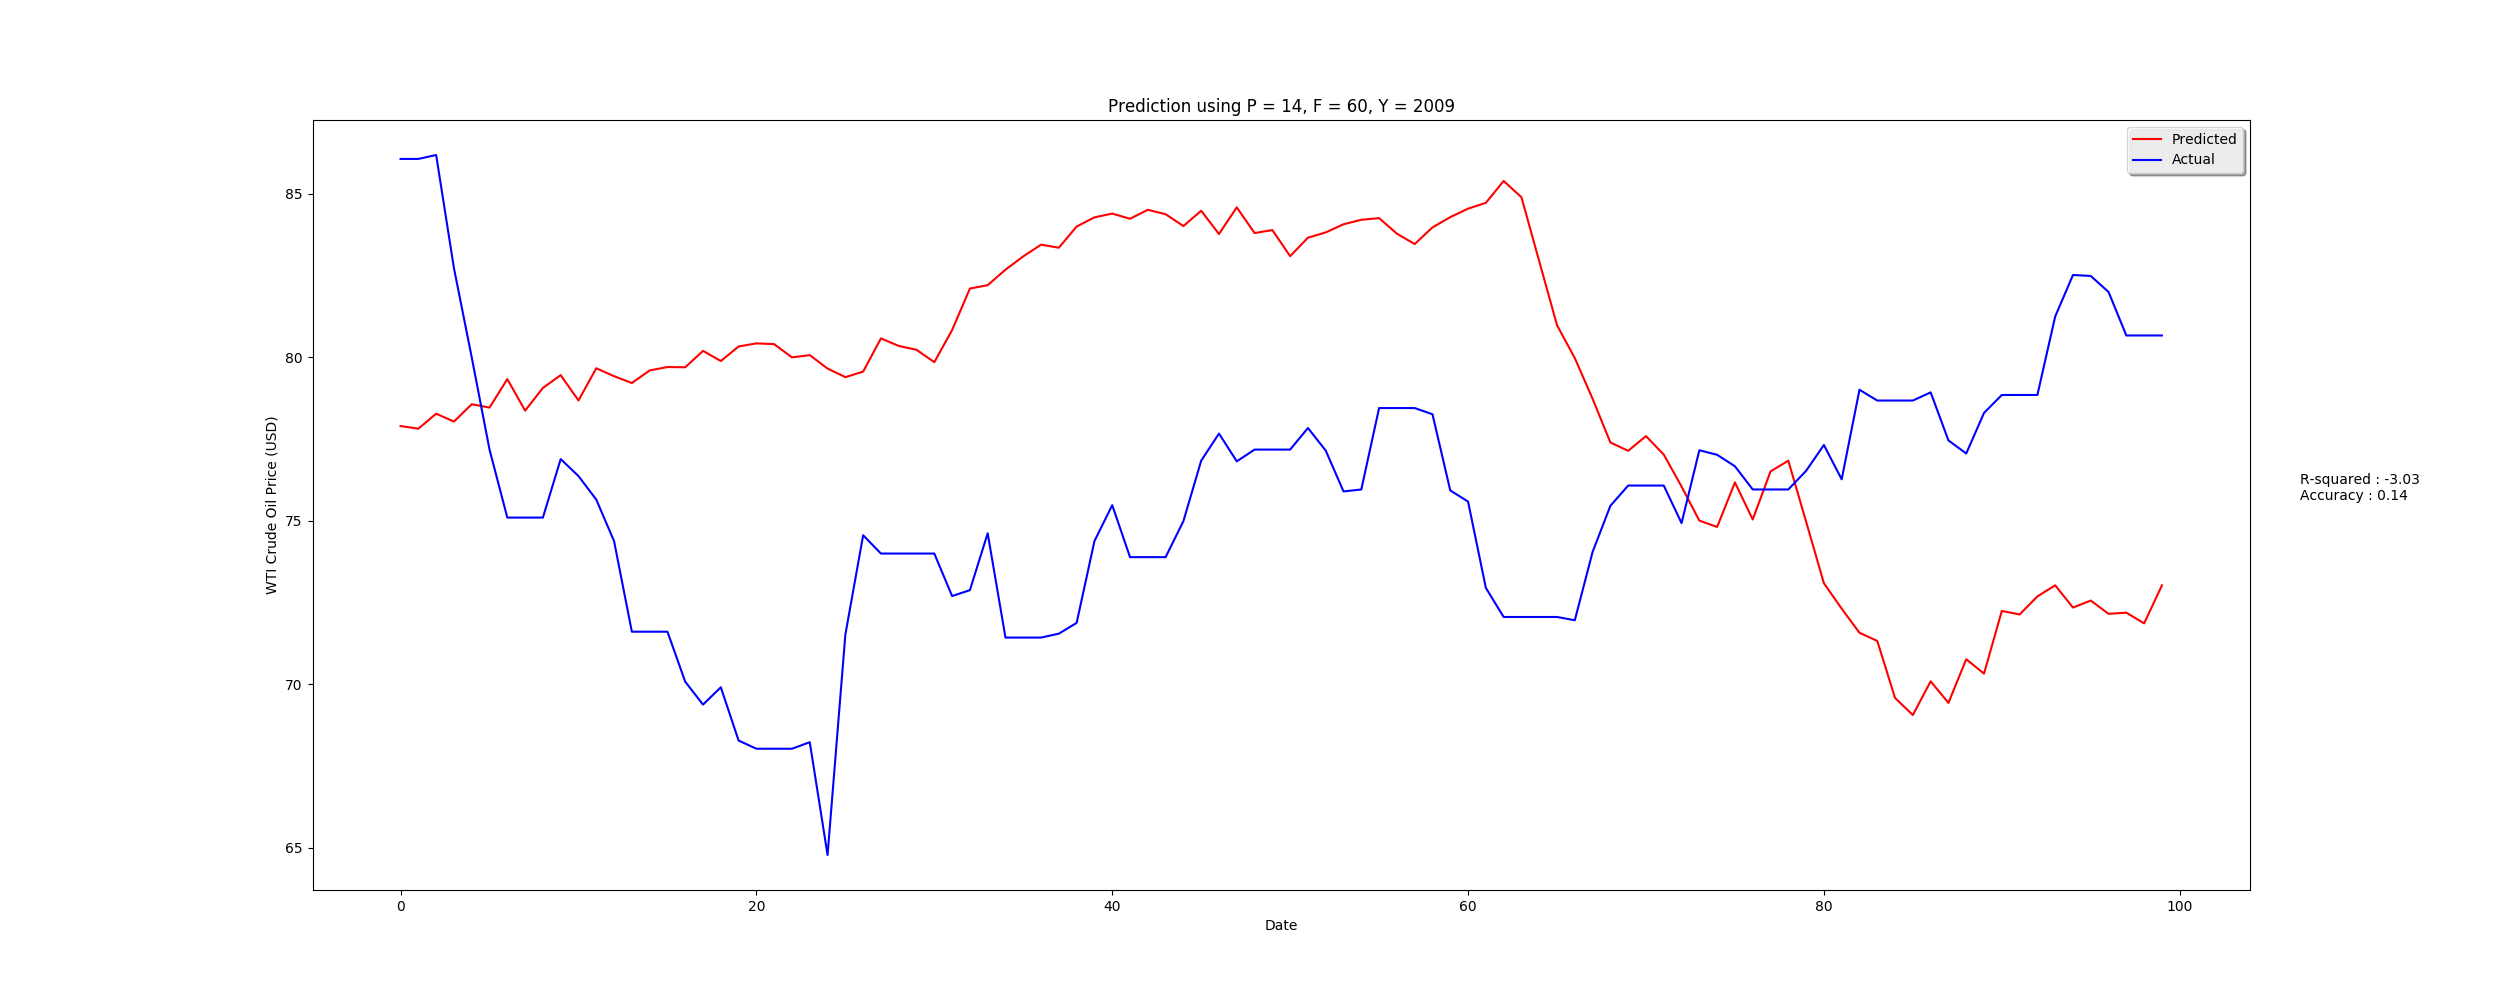 Prediction using P = 14, F = 60, Y = 2009
Predicted
Actual
WTI Crude Oil Price (USD)
85
80
75
70
65
0 20 40 60 80 100
Date
R-squared : -3.03
Accuracy : 0.14